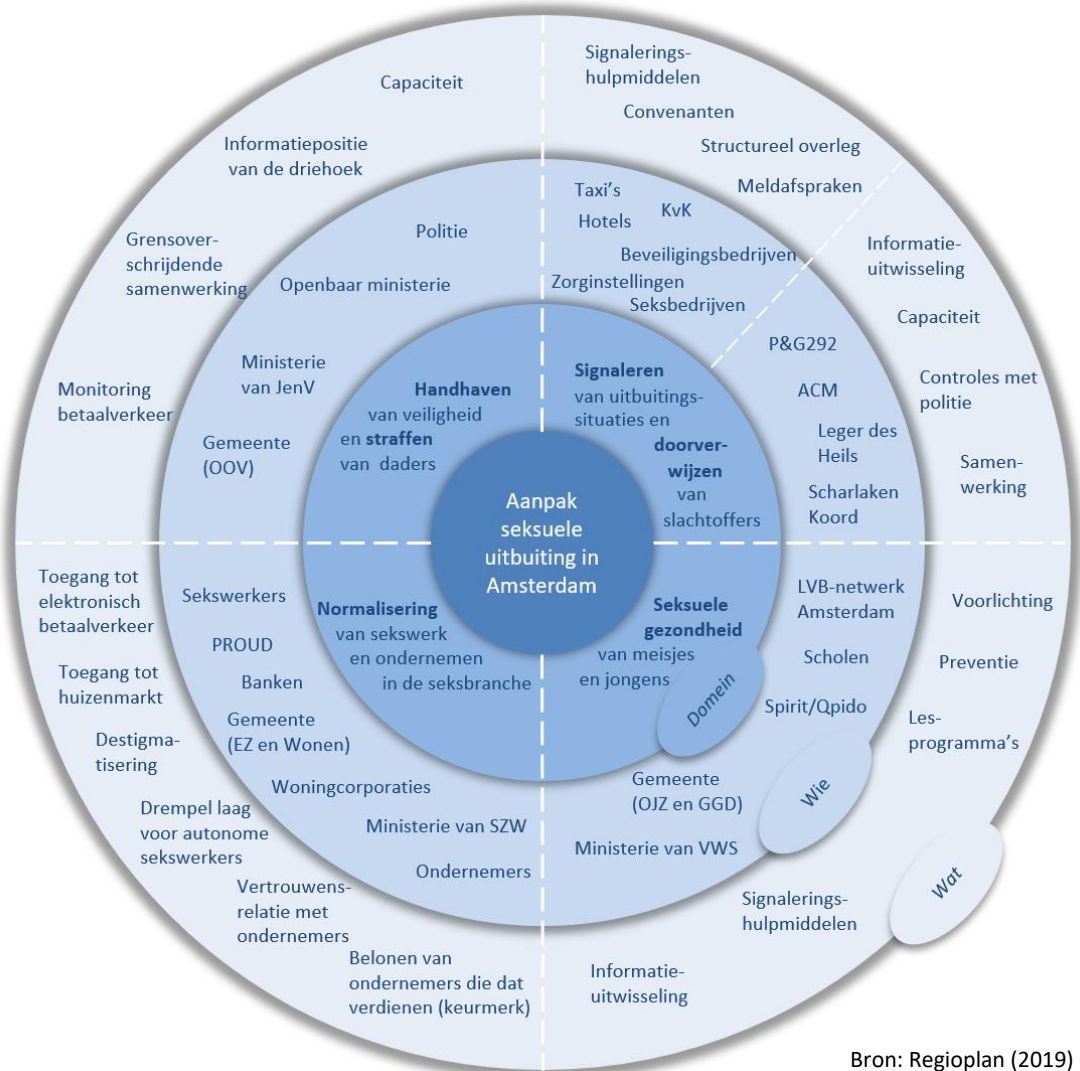 Aanpak
seksuele
uitbuiting in
Amsterdam
Handhaven
van veiligheid
en straffen
van daders
Signaleren
van uitbuitings-
situaties en
doorver-
wijzen
van
slachtoffers
Normalisering
van sekswerk
en ondernemen
in de seksbranche
Seksuele
gezondheid
van meisjes
en jongens
Domein
Politie
Openbaar ministerie
Ministerie
van JenV
Gemeente
(OOV)
Taxi's
KvK
Hotels
Beveiligingsbedrijven
Zorginstellingen
Seksbedrijven
P&G292
ACM
Leger des
Heils
Scharlaken
Koord
LVB-netwerk
Amsterdam
Scholen
Spirit/Qpido
Gemeente
(OJZ en GGD)
Ministerie van VWS
Wie
Sekswerkers
PROUD
Banken
Gemeente
(EZ en Wonen)
Woningcorporaties
Ministerie van SZW
Ondernemers
Capaciteit
Informatiepositie
van de driehoek
Grensover-
schrijdende
samenwerking
Monitoring
betaalverkeer
Signalerings-
hulpmiddelen
Convenanten
Structureel overleg
Meldafspraken
Informatie-
uitwisseling
Capaciteit
Controles met
politie
Samen-
werking
Voorlichting
Preventie
Les-
programma's
Signalerings-
hulpmiddelen
Informatie-
uitwisseling
Wat
Toegang tot
elektronisch
betaalverkeer
Toegang tot
huizenmarkt
Destigma-
tisering
Drempel laag
voor autonome
sekswerkers
Vertrouwens-
relatie met
ondernemers
Belonen van
ondernemers die dat
verdienen (keurmerk)
Bron: Regioplan (2019)